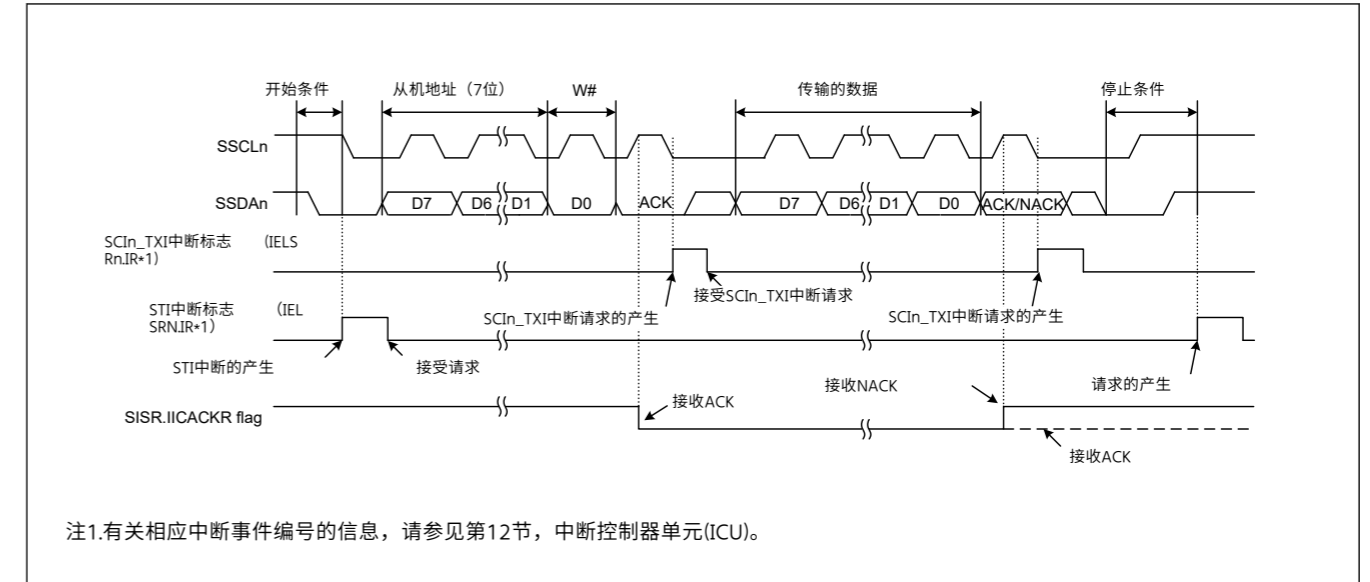 开始条件 从机地址（7位） W# 传输的数据 停止条件
SSCLn
SSDAn D7 D6 D1 D0 ACK D7 D6 D1 D0 ACK/NACK
SCIn_TXI中断标志 （IELS
Rn.IR*1）
接受SCIn_TXI中断请求
STI中断标志 （IEL
SRN.IR*1）
SCIn_TXI中断请求的产生 SCIn_TXI中断请求的产生
STI中断的产生 接受请求
接收NACK 请求的产生
SISR.IICACKR flag 接收ACK
接收ACK
注1.有关相应中断事件编号的信息，请参见第12节，中断控制器单元(ICU)。